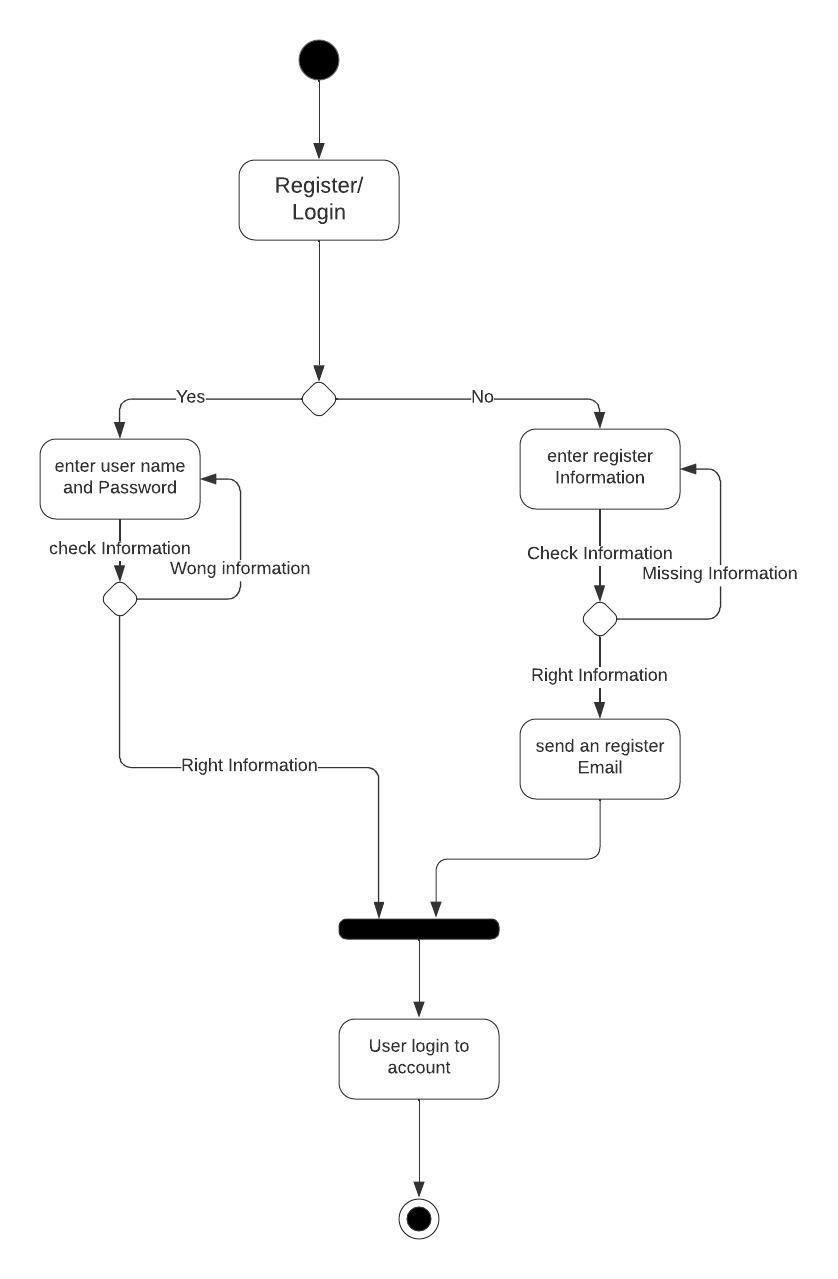 Register/
Login
Yes
No
enter user name
and Password
enter register
Information
check Information
Wong information
Check Information
Missing Information
Right Information
send an register
Email
Right Information
User login to
account